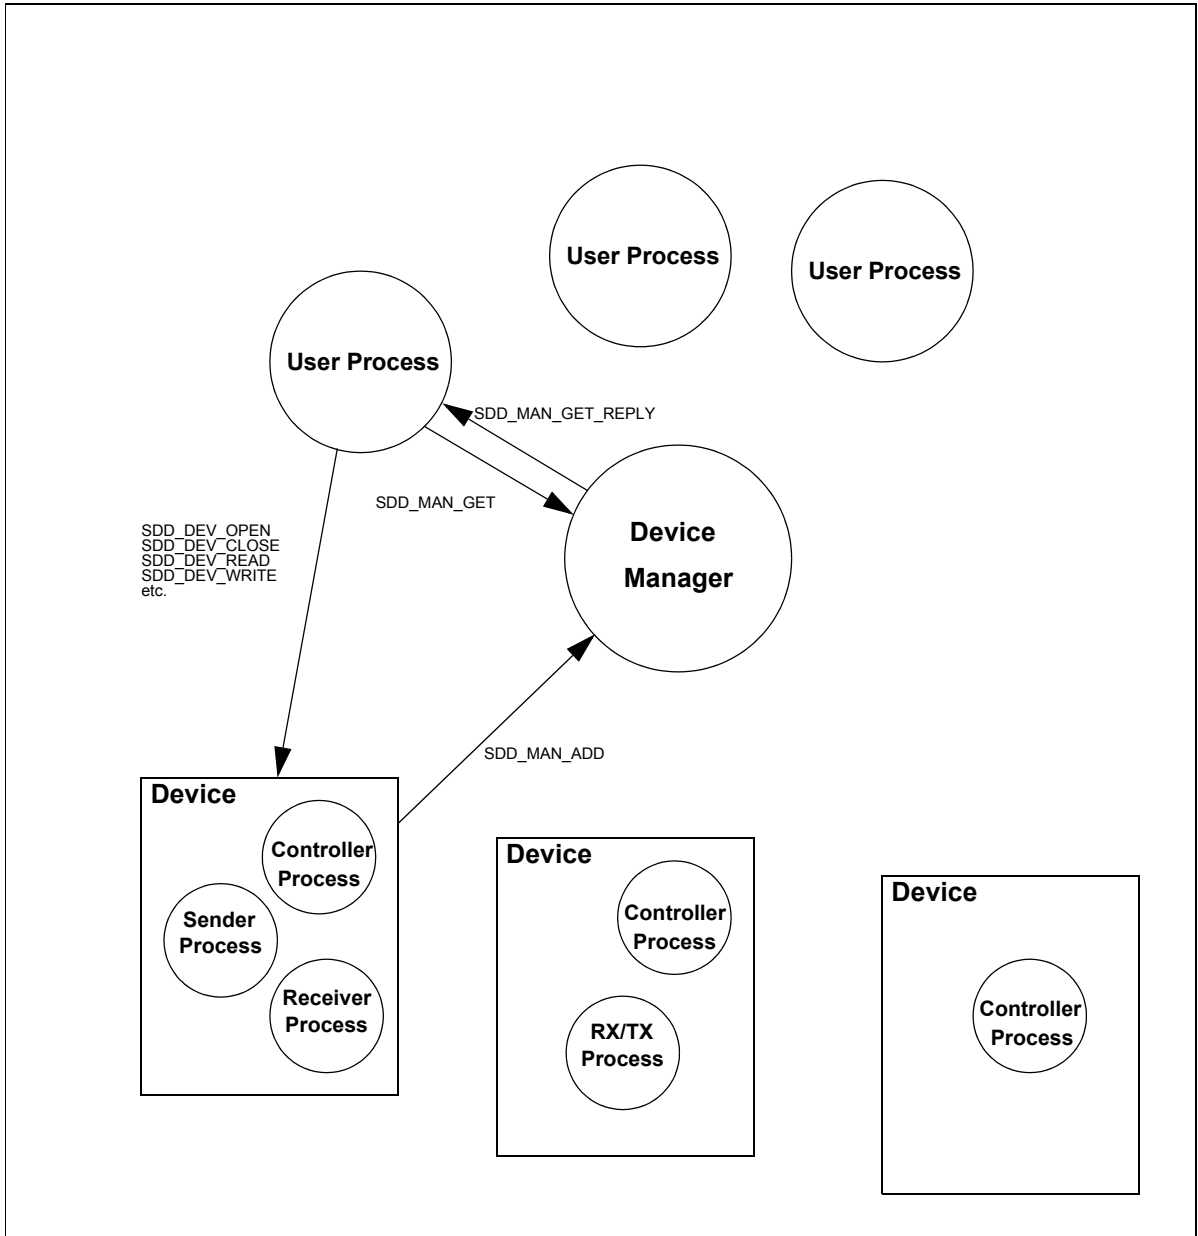 User Process
User Process
User Process
SDD_MAN_GET_REPLY
SDD_MAN_GET
Device
Manager
SDD_DEV_OPEN
SDD_DEV_CLOSE
SDD_DEV_READ
SDD_DEV_WRITE
etc.
SDD_MAN_ADD
Device
Controller
Process
Sender
Process
Receiver
Process
Device
Controller
Process
RX/TX
Process
Device
Controller
Process